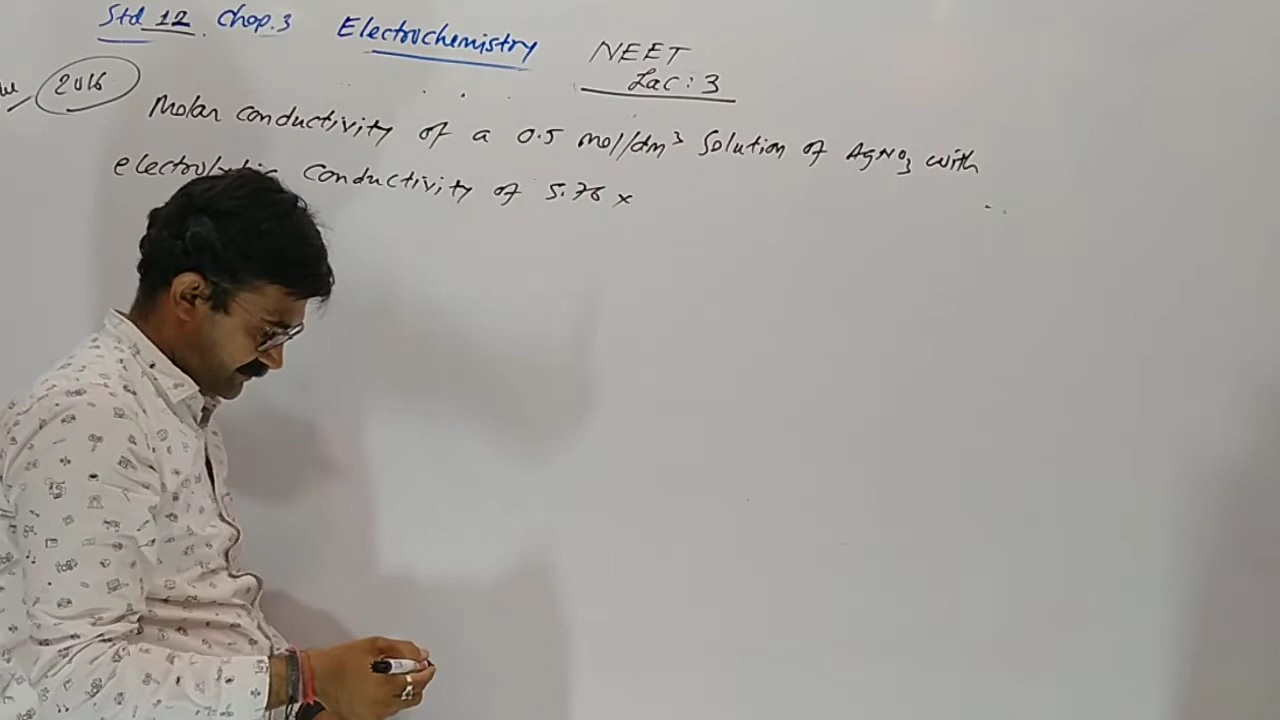 Std 12 Chap.3 Electrochemistry NEET
Lac: 3
2016 Molar conductivity of a 0.5 mol/dm³ solution of AgNO₃ with
electrolytic conductivity of 5.76 x